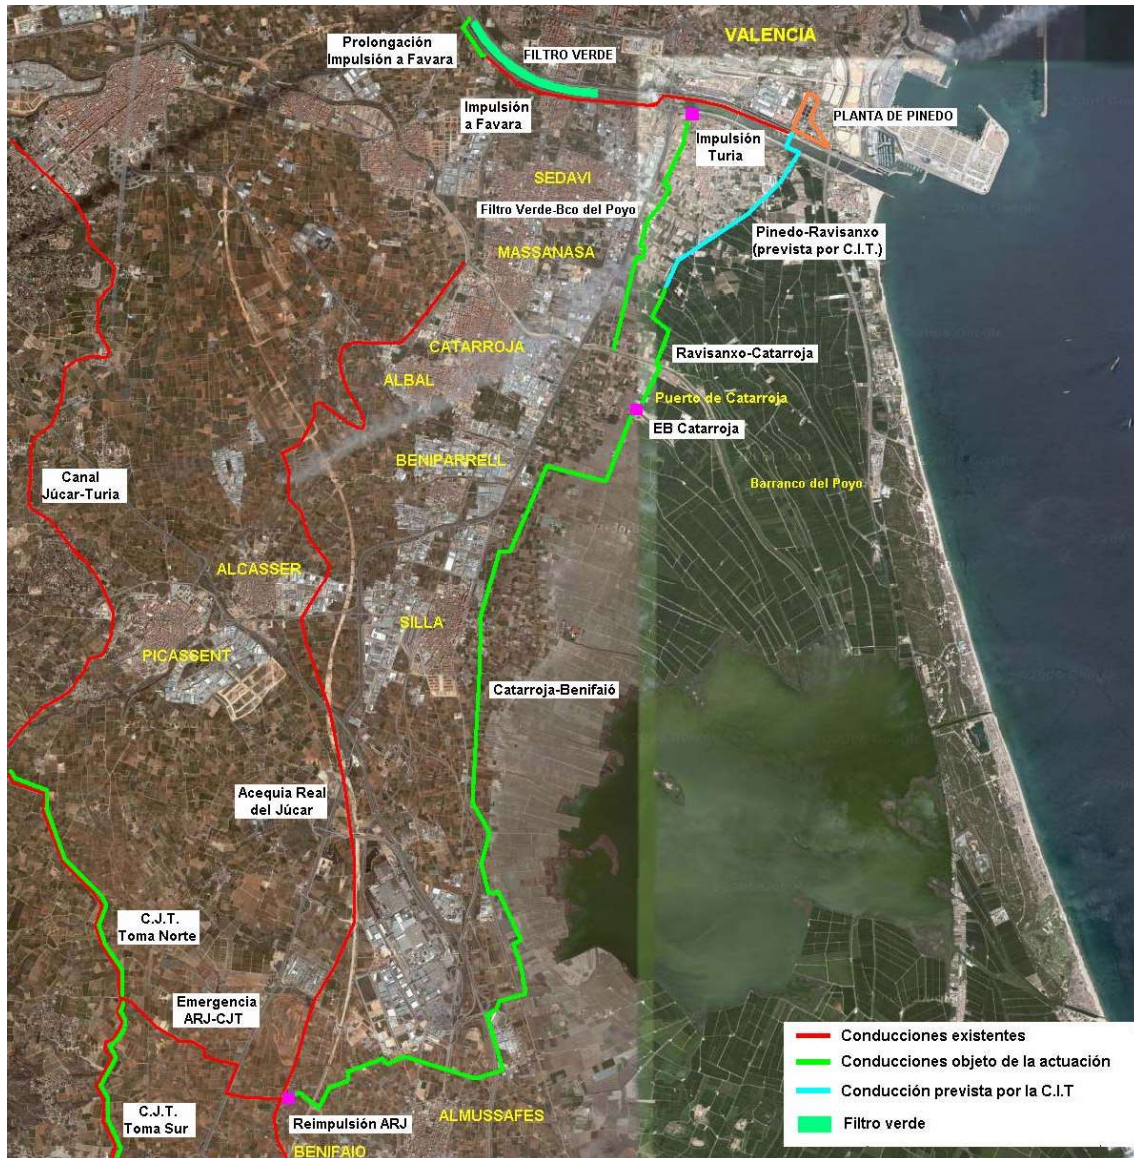 VALENCIA
Prolongación
Impulsión a Favara
FILTRO VERDE
Impulsión
a Favara
PLANTA DE PINEDO
Impulsión
Turia
SEDAVI
Filtro Verde-Bco del Poyo
Pinedo-Ravisanxo
(prevista por C.I.T.)
MASSANASA
CATARROJA
Ravisanxo-Catarroja
ALBAL
Puerto de Catarroja
EB Catarroja
BENIPARRELL
Canal
Júcar-Turia
Barranco del Poyo
ALCASSER
SILLA
PICASSENT
Catarroja-Benifaió
Acequia Real
del Júcar
C.J.T.
Toma Norte
Emergencia
ARJ-CJT
C.J.T.
Toma Sur
Reimpulsión ARJ
ALMUSSAFES
BENIFAIO
Conducciones existentes
Conducciones objeto de la actuación
Conducción prevista por la C.I.T
Filtro verde